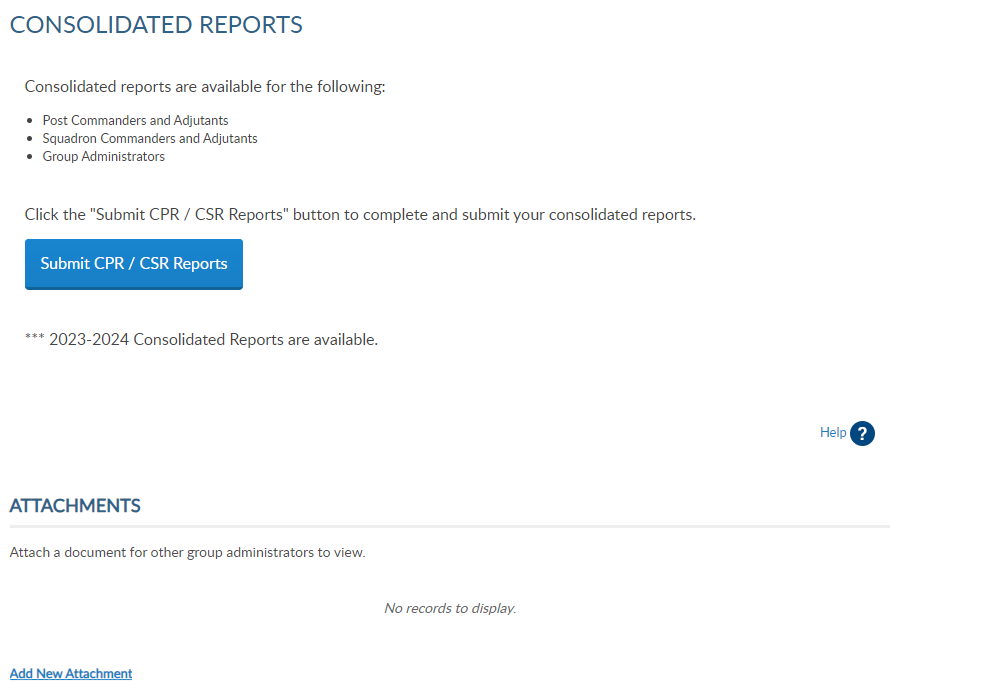 CONSOLIDATED REPORTS
Consolidated reports are available for the following:
Post Commanders and Adjutants
Squadron Commanders and Adjutants
Group Administrators
Click the "Submit CPR / CSR Reports" button to complete and submit your consolidated reports.
Submit CPR / CSR Reports
*** 2023-2024 Consolidated Reports are available.
Help ?
ATTACHMENTS
Attach a document for other group administrators to view.
No records to display.
Add New Attachment